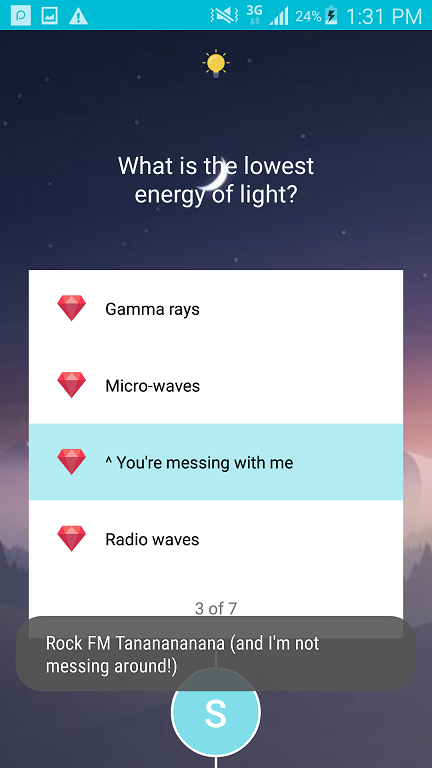 3G 24% 1:31 PM
What is the lowest
energy of light?
Gamma rays
Micro-waves
^ You're messing with me
Radio waves
3 of 7
Rock FM Tanananana (and I'm not
messing around!)
S